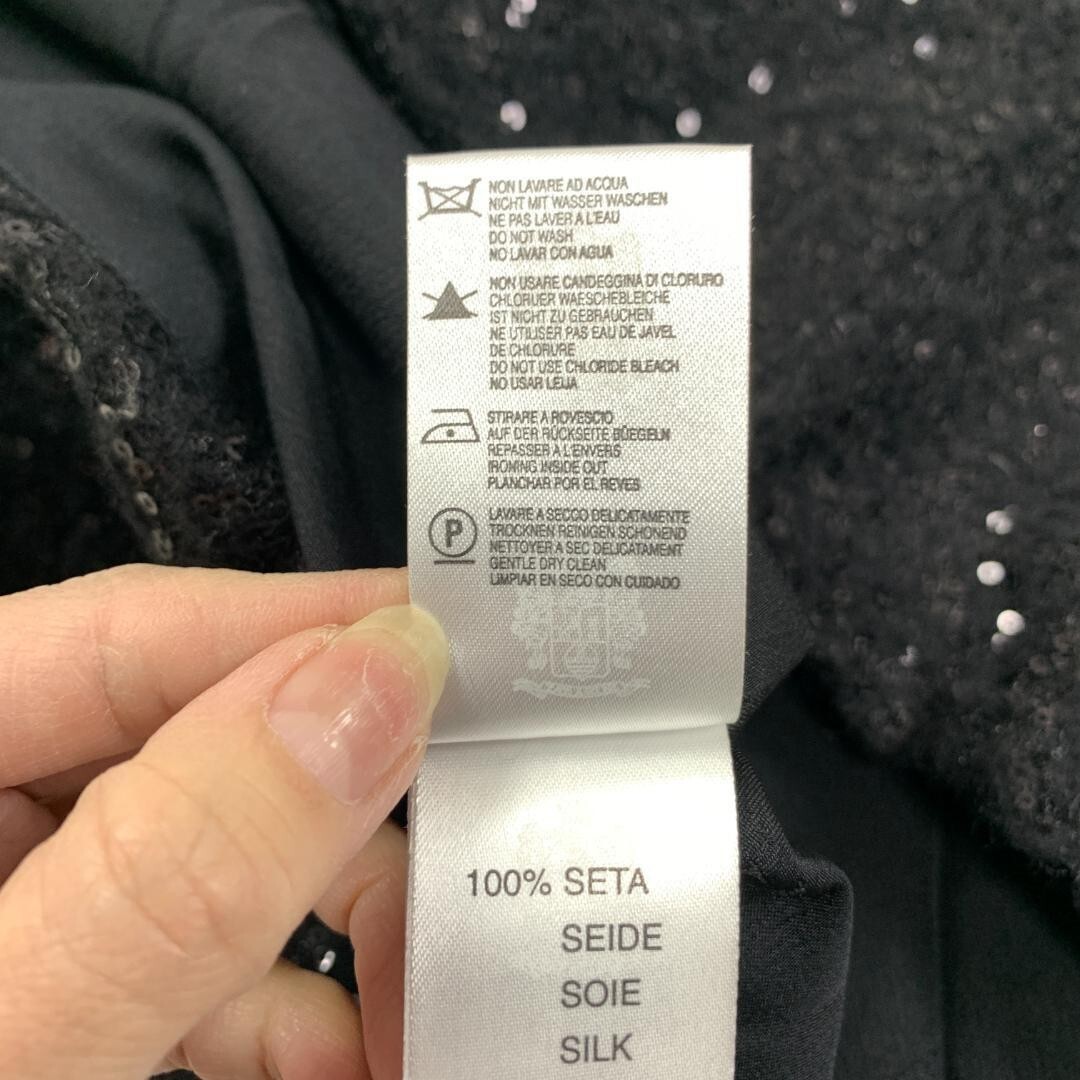 NON LAVARE AD ACQUA
NICHT MIT WASSER WASCHEN
NE PAS LAVER A L'EAU
DO NOT WASH
NO LAVAR CON AGUA
NON USARE CANDEGGINA DI CLORURO
CHLORUER WAESCHEBLEICHE
IST NICHT ZU GEBRAUCHEN
NE UTILISER PAS EAU DE JAVEL
DE CHLORURE
DO NOT USE CHLORIDE BLEACH
NO USAR LEIJA
STIRARE A ROVESCIO
AUF DER RÜCKSEITE BÜEGELN
REPASSER A L'ENVERS
IRONING INSIDE OUT
PLANCHAR POR EL REVES
P
LAVARE A SECCO DELICATAMENTE
TROCKNEN REINIGEN SCHONEND
NETTOYER A SEC DELICATAMENT
GENTLE DRY CLEAN
LIMPIAR EN SECO CON CUIDADO
100% SETA
SEIDE
SOIE
SILK